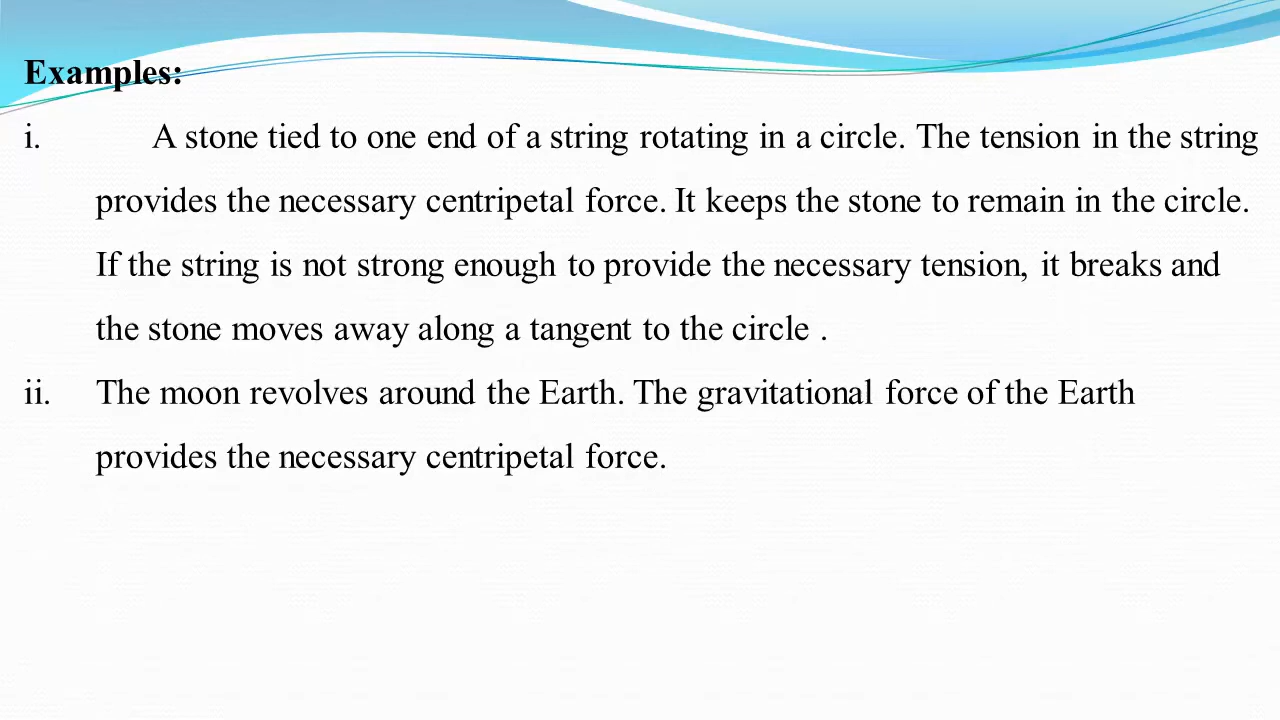 Examples:
i. A stone tied to one end of a string rotating in a circle. The tension in the string
provides the necessary centripetal force. It keeps the stone to remain in the circle.
If the string is not strong enough to provide the necessary tension, it breaks and
the stone moves away along a tangent to the circle .
ii. The moon revolves around the Earth. The gravitational force of the Earth
provides the necessary centripetal force.